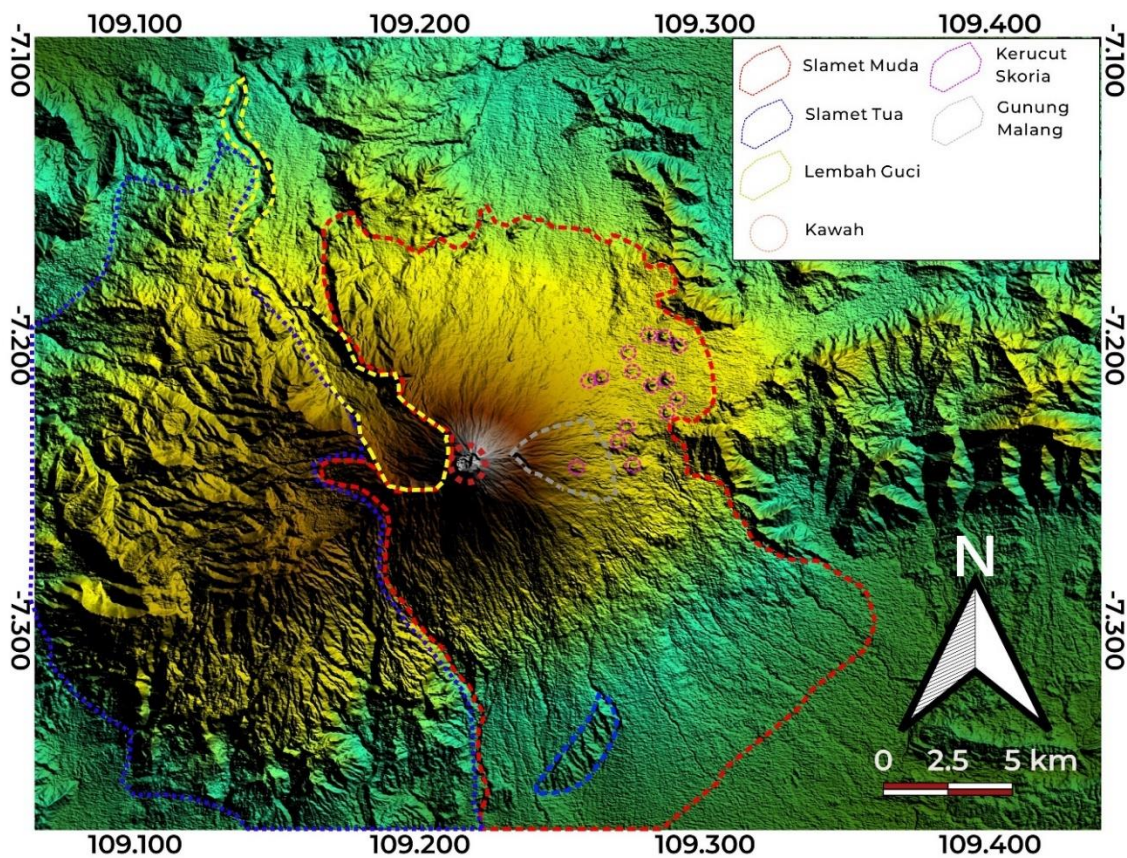 109.100 109.200 109.300 109.400
-7.100
-7.200
-7.300
-7.100
-7.200
-7.300
Slamet Muda
Slamet Tua
Lembah Guci
Kawah
Kerucut
Skoria
Gunung
Malang
N
0 2.5 5 km
109.100 109.200 109.300 109.400